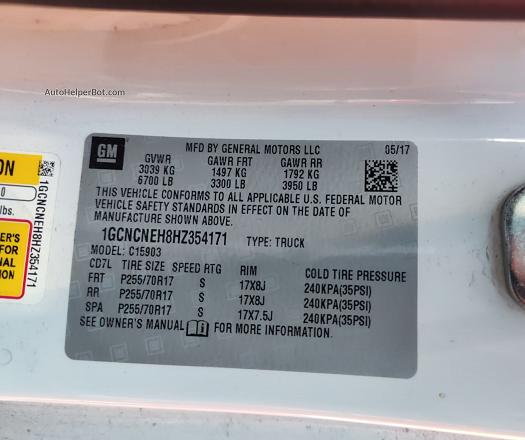 AutoHelperBot.com
GM
MFD BY GENERAL MOTORS LLC 05/17
GVWR GAWR FRT GAWR RR
3039 KG 1497 KG 1792 KG
6700 LB 3300 LB 3950 LB
THIS VEHICLE CONFORMS TO ALL APPLICABLE U.S. FEDERAL MOTOR
VEHICLE SAFETY STANDARDS IN EFFECT ON THE DATE OF
MANUFACTURE SHOWN ABOVE.
1GCNCNEH8HZ354171 TYPE: TRUCK
MODEL: C15903
CD7L TIRE SIZE SPEED RTG RIM COLD TIRE PRESSURE
FRT P255/70R17 S 17X8J 240KPA(35PSI)
RR P255/70R17 S 17X8J 240KPA(35PSI)
SPA P255/70R17 S 17X7.5J 240KPA(35PSI)
SEE OWNER'S MANUAL FOR MORE INFORMATION.
ON
0
lbs.
ER'S
FOR
ONAL
ION
1GCNCNEH8HZ354171